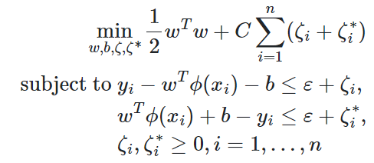 min_{w,b,ζ,ζ*} 1/2 w^T w + C ∑_{i=1}^{n} (ζ_i + ζ_i^*)
subject to y_i − w^T ϕ(x_i) − b ≤ ε + ζ_i,
w^T ϕ(x_i) + b − y_i ≤ ε + ζ_i^*,
ζ_i, ζ_i^* ≥ 0, i = 1, . . . , n